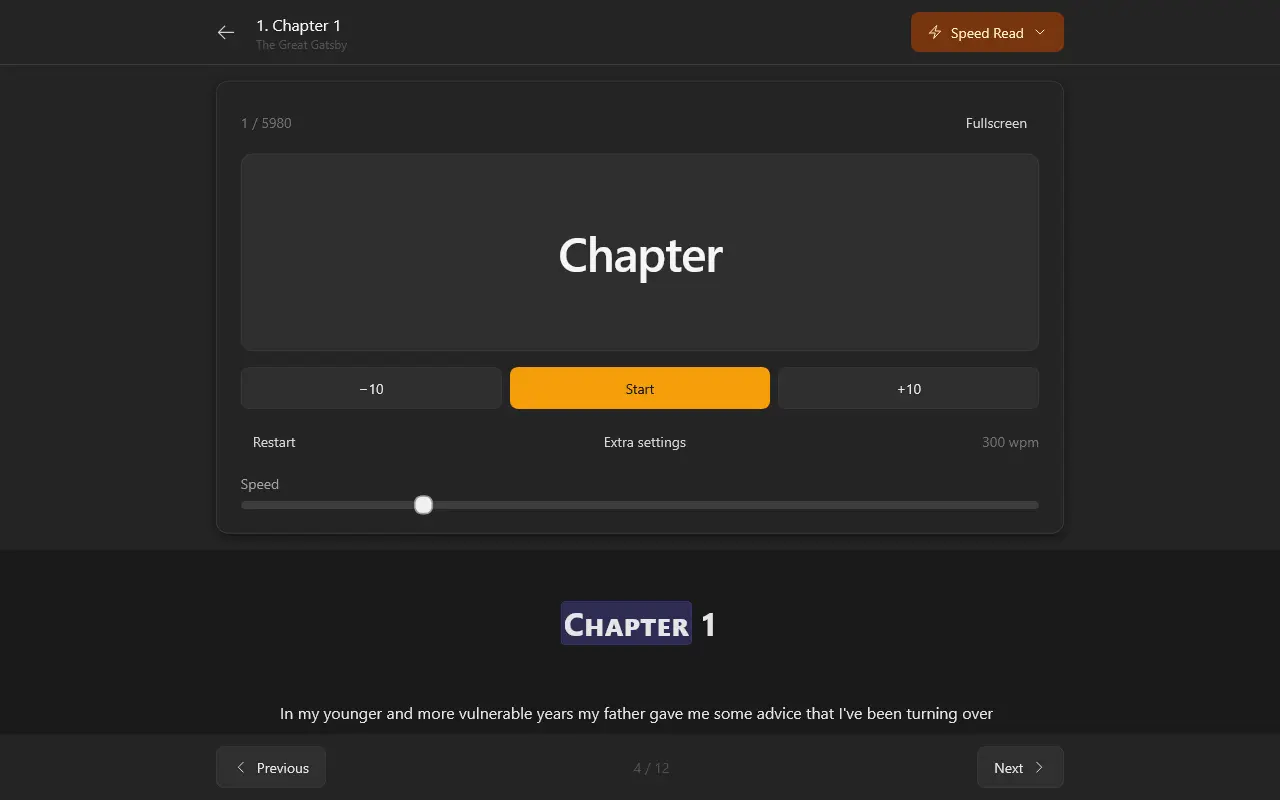 1. Chapter 1
The Great Gatsby
Speed Read
1 / 5980
Fullscreen
Chapter
−10
Start
+10
Restart
Extra settings
300 wpm
Speed
Chapter 1
In my younger and more vulnerable years my father gave me some advice that I've been turning over
Previous
4 / 12
Next